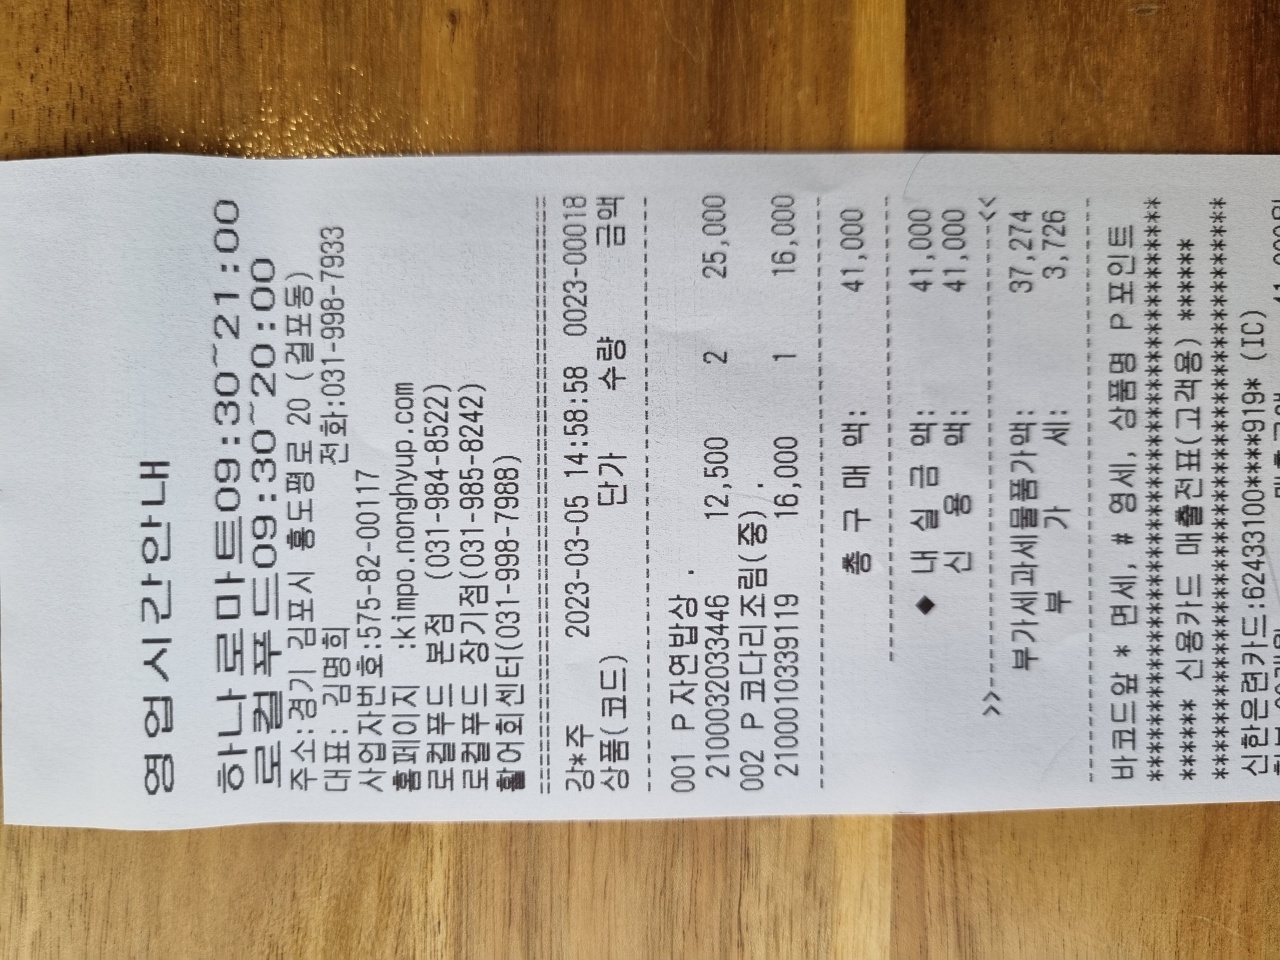 영업시간안내
하나로마트09:30~21:00
로컬푸드09:30~20:00
주소:경기 김포시 홍도평로 20 (걸포동)
대표: 김명희 전화:031-998-7933
사업자번호:575-82-00117
홈페이지 :kimpo.nonghyup.com
로컬푸드 본점 (031-984-8522)
로컬푸드 장기점(031-985-8242)
활어회센터(031-998-7988)
==========================================
강*주 2023-03-05 14:58:58 0023-00018
상품(코드) 단가 수량 금액
------------------------------------------
001 P 자연밥상 .
2100032033446 12,500 2 25,000
002 P 코다리조림(중) .
2100010339119 16,000 1 16,000
------------------------------------------
총 구 매 액: 41,000
------------------------------------------
◆ 내 실 금 액: 41,000
신 용 액: 41,000
>>--------------------------------------<<
부가세과세물품가액: 37,274
부 가 세: 3,726
------------------------------------------
바코드앞 * 면세, # 영세, 상품명 P 포인트
******************************************
****** 신용카드 매출전표(고객용) ******
******************************************
신한은련카드:62433100****919* (IC)